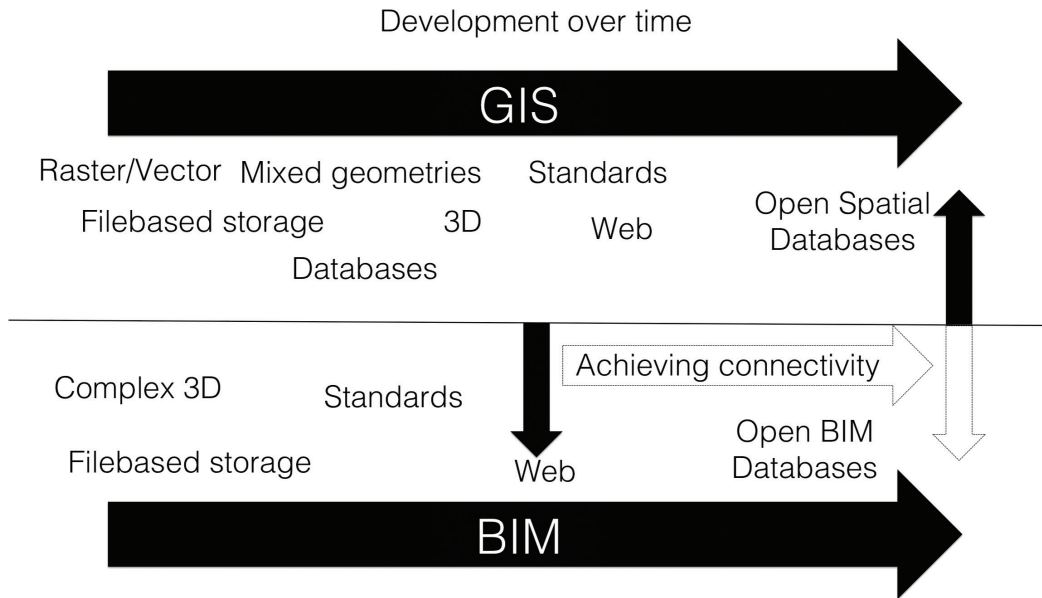 Development over time
GIS
Raster/Vector
Mixed geometries
Standards
Filebased storage
3D
Web
Open Spatial
Databases
Databases
Achieving connectivity
Complex 3D
Standards
Open BIM
Databases
Filebased storage
Web
BIM